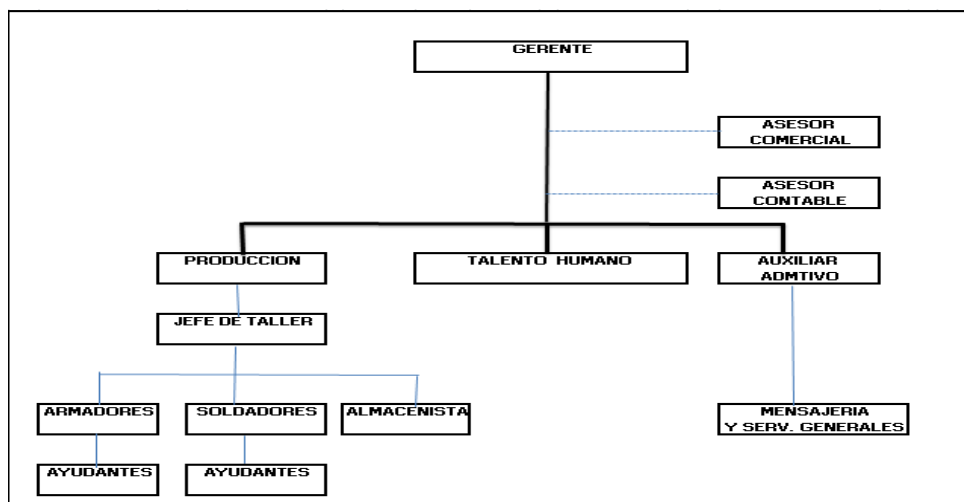 GERENTE
ASESOR
COMERCIAL
ASESOR
CONTABLE
PRODUCCION
TALENTO HUMANO
AUXILIAR
ADMTIVO
JEFE DE TALLER
ARMADORES
SOLDADORES
ALMACENISTA
MENSAJERIA
Y SERV. GENERALES
AYUDANTES
AYUDANTES